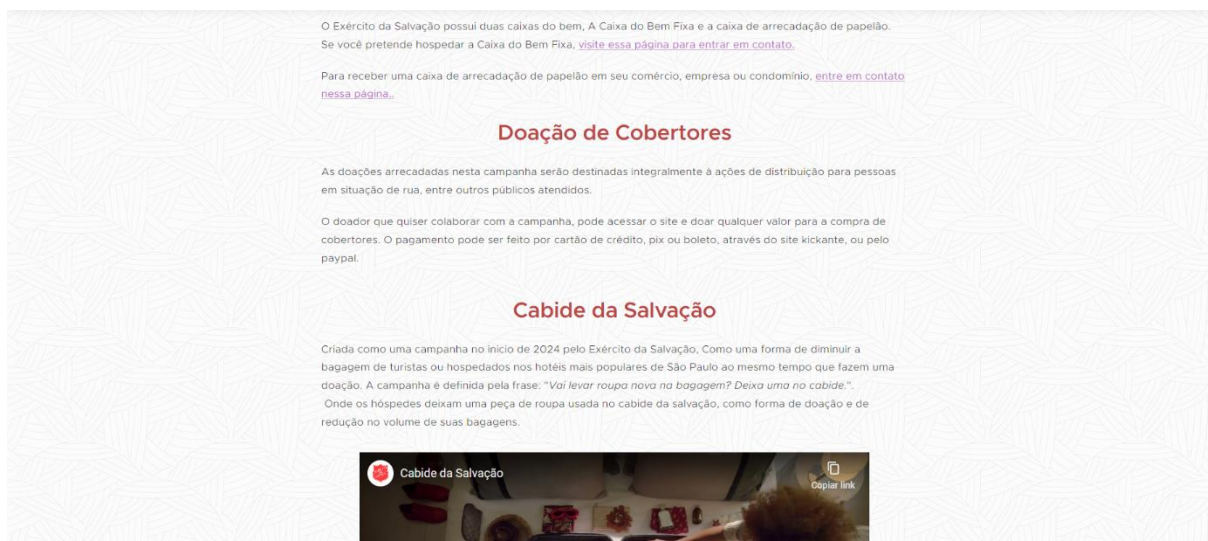 O Exército da Salvação possui duas caixas do bem, A Caixa do Bem Fixa e a caixa de arrecadação de papelão.
Se você pretende hospedar a Caixa do Bem Fixa, visite essa página para entrar em contato.
Para receber uma caixa de arrecadação de papelão em seu comércio, empresa ou condomínio, entre em contato
nessa página..
Doação de Cobertores
As doações arrecadadas nesta campanha serão destinadas integralmente à ações de distribuição para pessoas
em situação de rua, entre outros públicos atendidos.
O doador que quiser colaborar com a campanha, pode acessar o site e doar qualquer valor para a compra de
cobertores. O pagamento pode ser feito por cartão de crédito, pix ou boleto, através do site kickante, ou pelo
paypal.
Cabide da Salvação
Criada como uma campanha no inicio de 2024 pelo Exército da Salvação, Como uma forma de diminuir a
bagagem de turistas ou hospedados nos hotéis mais populares de São Paulo ao mesmo tempo que fazem uma
doação. A campanha é definida pela frase: "Vai levar roupa nova na bagagem? Deixa uma no cabide.".
Onde os hóspedes deixam uma peça de roupa usada no cabide da salvação, como forma de doação e de
redução no volume de suas bagagens.
Cabide da Salvação
Copiar link